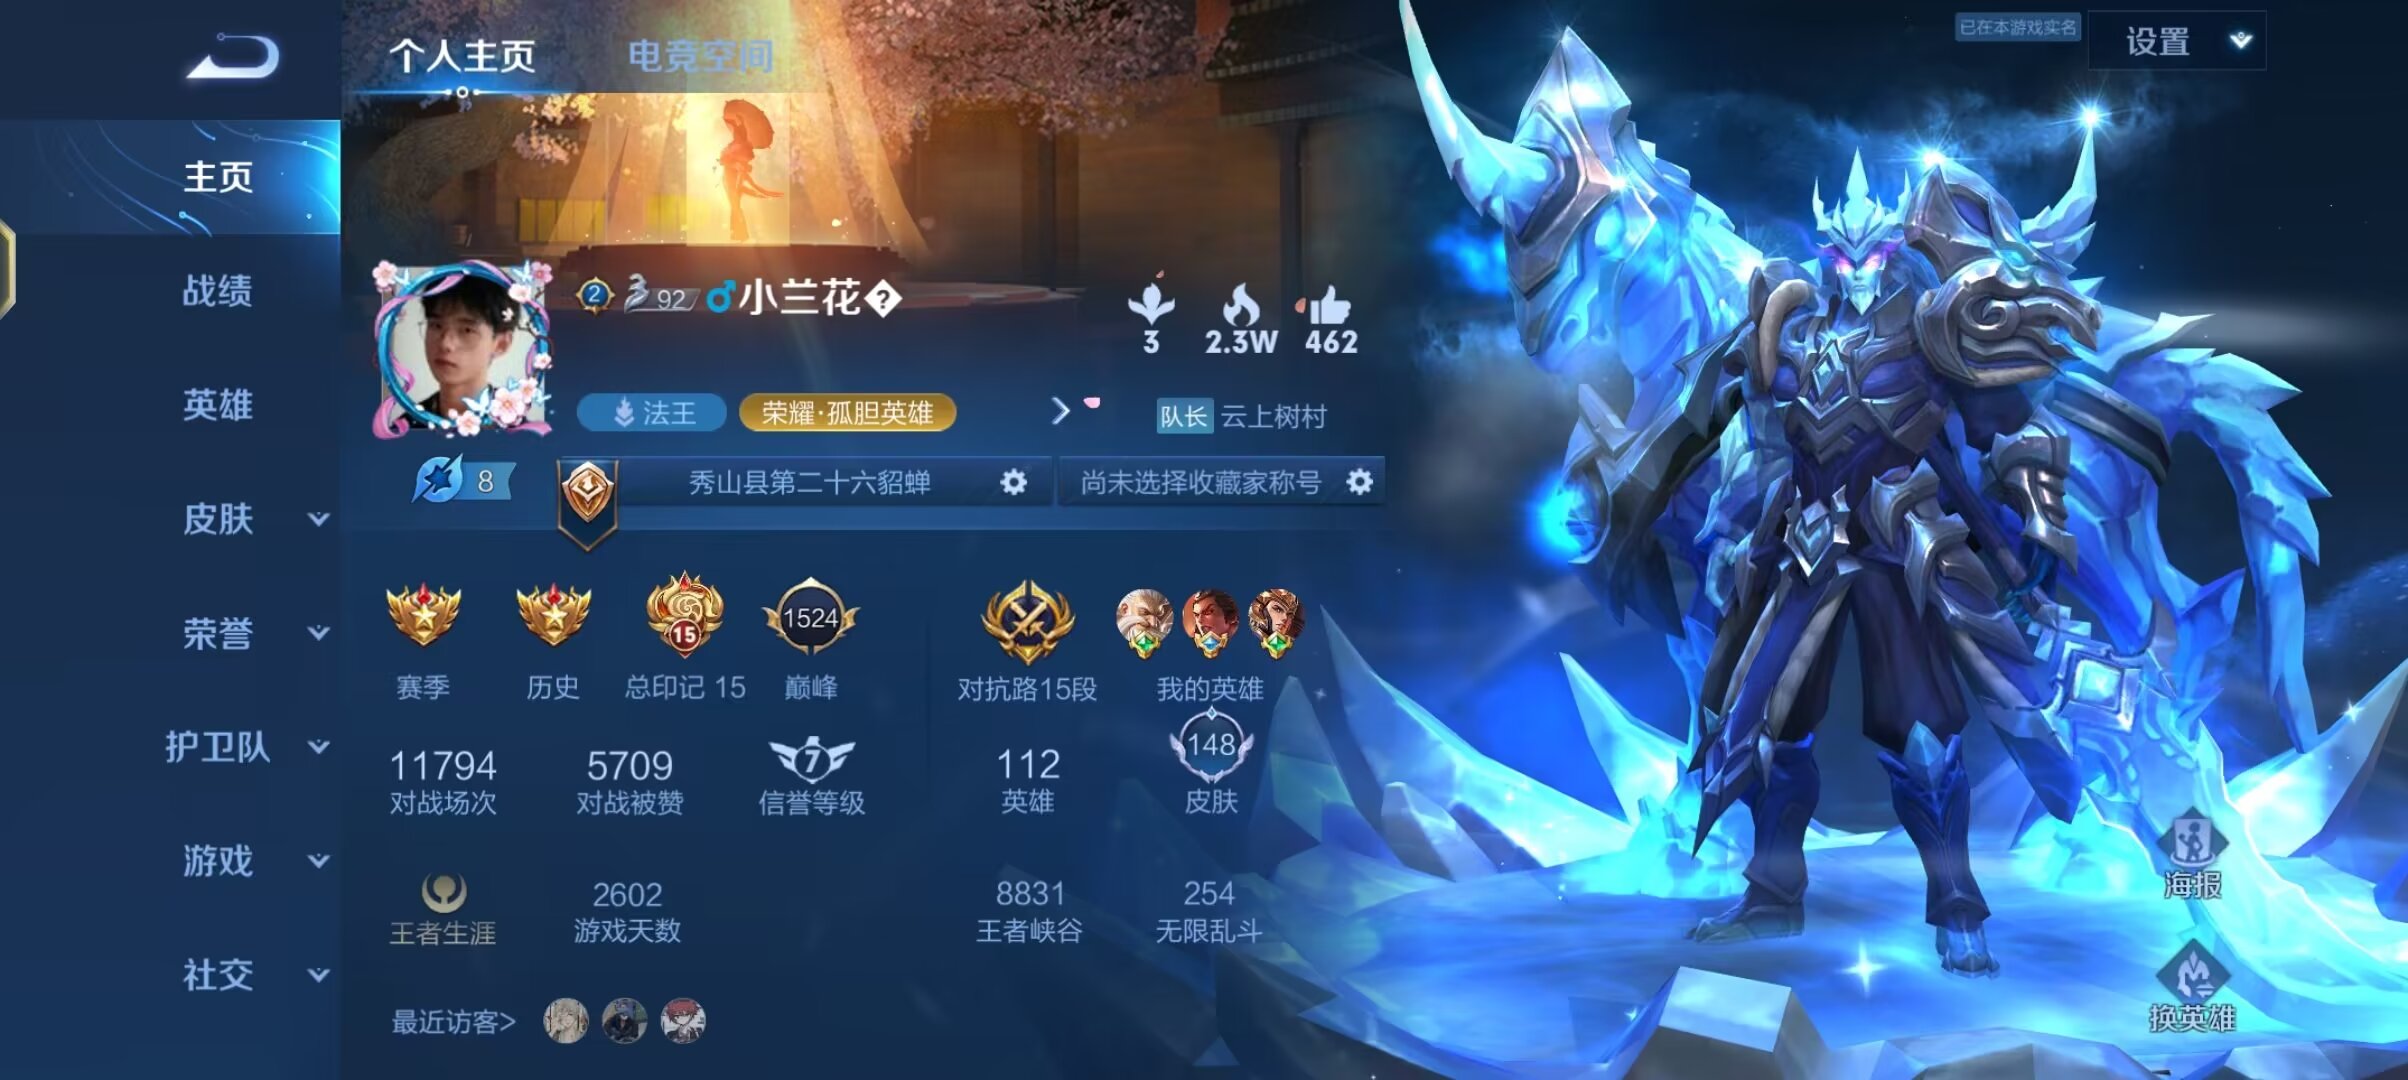 个人主页
电竞空间
已在本游戏实名
设置
主页
战绩
英雄
皮肤
荣誉
护卫队
游戏
社交
2
92
小兰花
3
2.3W
462
法王
荣耀·孤胆英雄
队长 云上树村
8
秀山县第二十六貂蝉
尚未选择收藏家称号
15
1524
赛季
历史
总印记 15
巅峰
对抗路15段
我的英雄
11794
对战场次
5709
对战被赞
7
信誉等级
112
英雄
148
皮肤
王者生涯
2602
游戏天数
8831
王者峡谷
254
无限乱斗
最近访客>
海报
换英雄